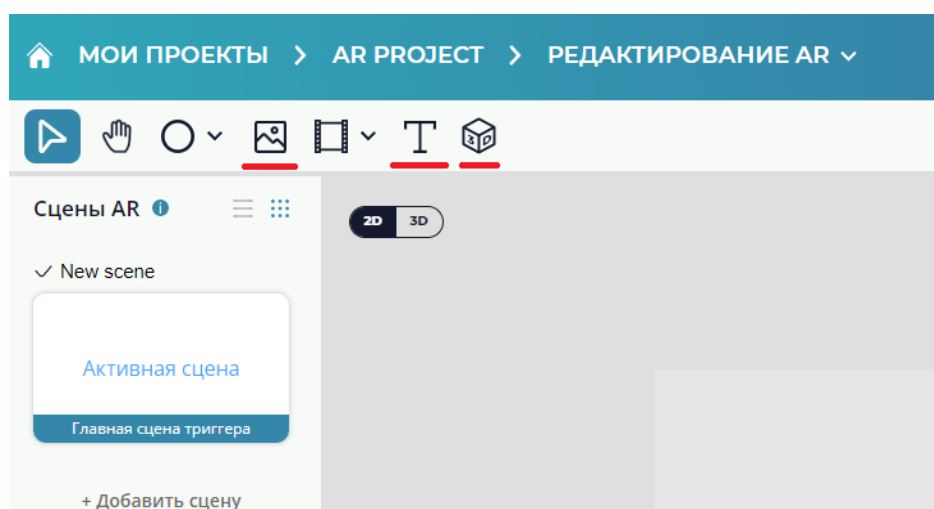 МОИ ПРОЕКТЫ > AR PROJECT > РЕДАКТИРОВАНИЕ AR
T 3D
Сцены AR i
2D 3D
New scene
Активная сцена
Главная сцена триггера
+ Добавить сцену